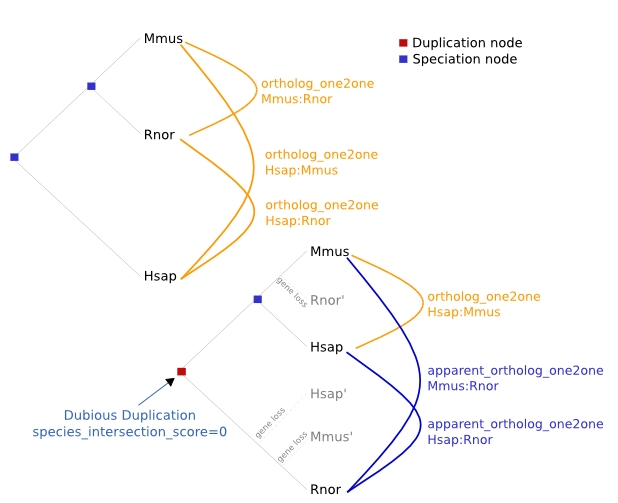 Mmus
Duplication node
Speciation node
ortholog_one2one
Mmus:Rnor
Rnor
ortholog_one2one
Hsap:Mmus
ortholog_one2one
Hsap:Rnor
Hsap
Mmus
gene loss
Rnor'
ortholog_one2one
Hsap:Mmus
Hsap
apparent_ortholog_one2one
Mmus:Rnor
Hsap'
Dubious Duplication
species_intersection_score=0
gene loss
apparent_ortholog_one2one
Hsap:Rnor
Mmus'
gene loss
Rnor